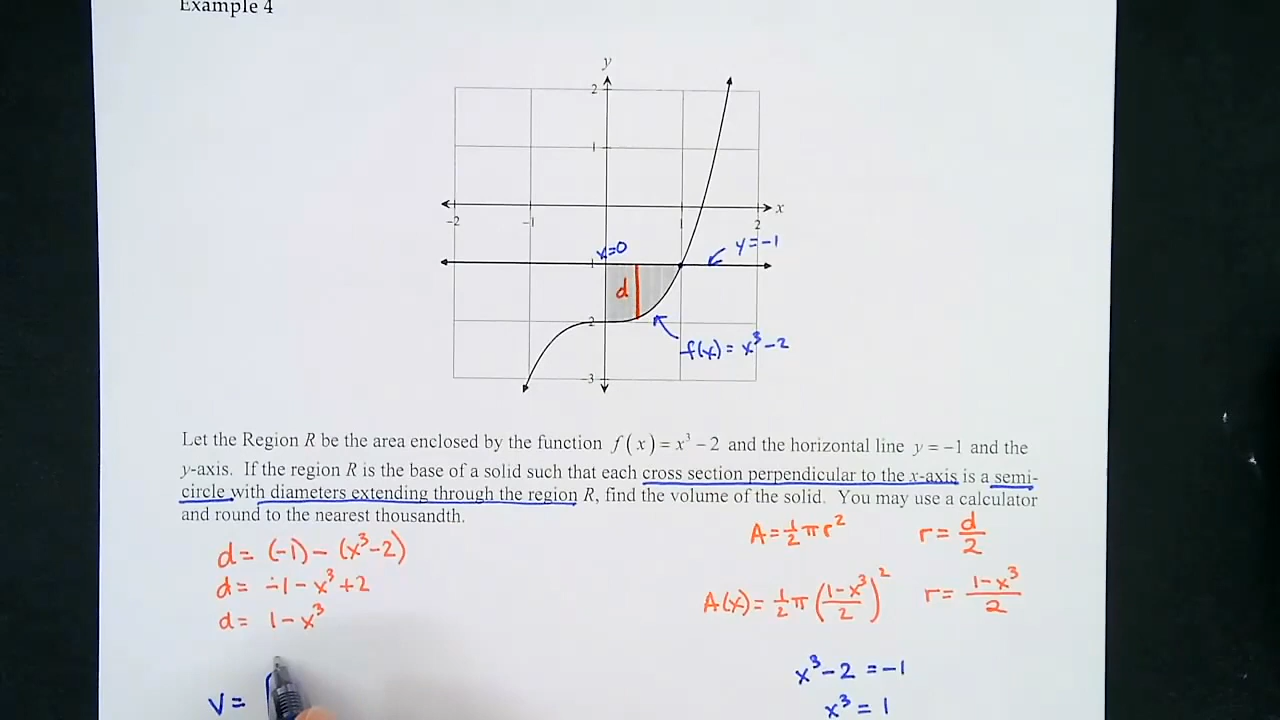 Example 4
y
2
1
x
-2
-1
1
2
x=0
y=-1
-1
d
-2
f(x) = x³-2
-3
Let the Region R be the area enclosed by the function f(x) = x³ - 2 and the horizontal line y = -1 and the
y-axis. If the region R is the base of a solid such that each cross section perpendicular to the x-axis is a semi-
circle with diameters extending through the region R, find the volume of the solid. You may use a calculator
and round to the nearest thousandth.
A = ½πr²
r = d/2
d = (-1) - (x³-2)
d = -1 - x³ + 2
d = 1 - x³
A(x) = ½π((1-x³)/2)²
r = (1-x³)/2
x³-2 = -1
x³ = 1
V =